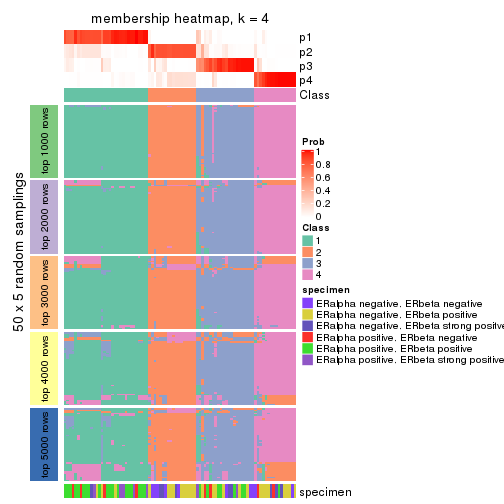 membership heatmap, k = 4
p1
p2
p3
p4
Class
50 x 5 random samplings
top 1000 rows
top 2000 rows
top 3000 rows
top 4000 rows
top 5000 rows
specimen
Prob
1
0.8
0.6
0.4
0.2
0
Class
1
2
3
4
specimen
ERalpha negative. ERbeta negative
ERalpha negative. ERbeta positive
ERalpha negative. ERbeta strong positive
ERalpha positive. ERbeta negative
ERalpha positive. ERbeta positive
ERalpha positive. ERbeta strong positive